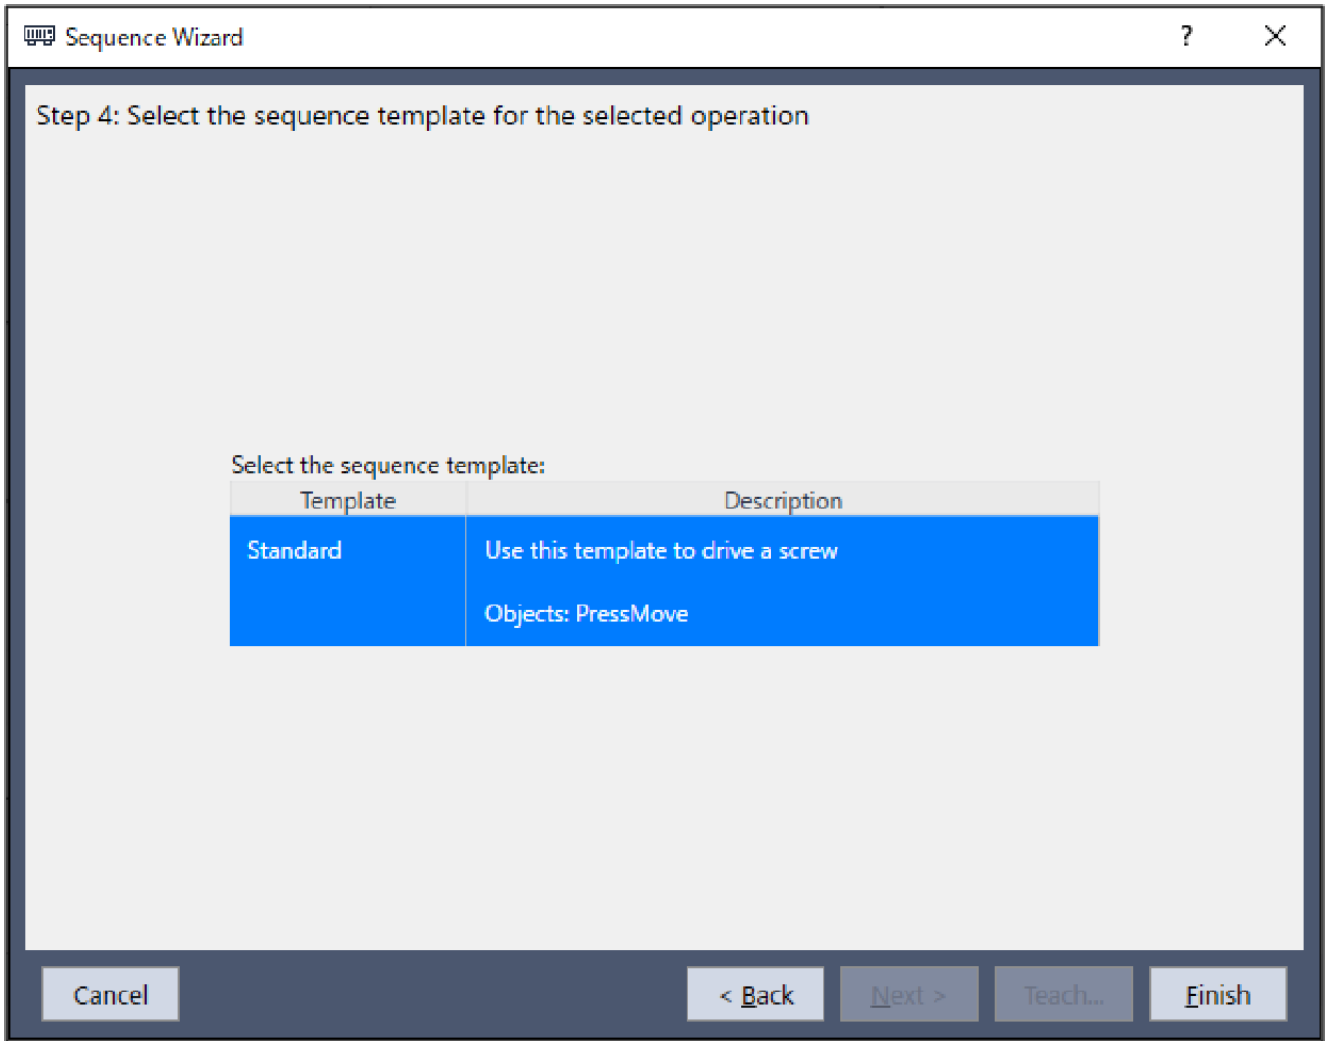 Sequence Wizard
?
Step 4: Select the sequence template for the selected operation
Select the sequence template:
Template Description
Standard Use this template to drive a screw
Objects: PressMove
Cancel < Back Next > Teach... Finish